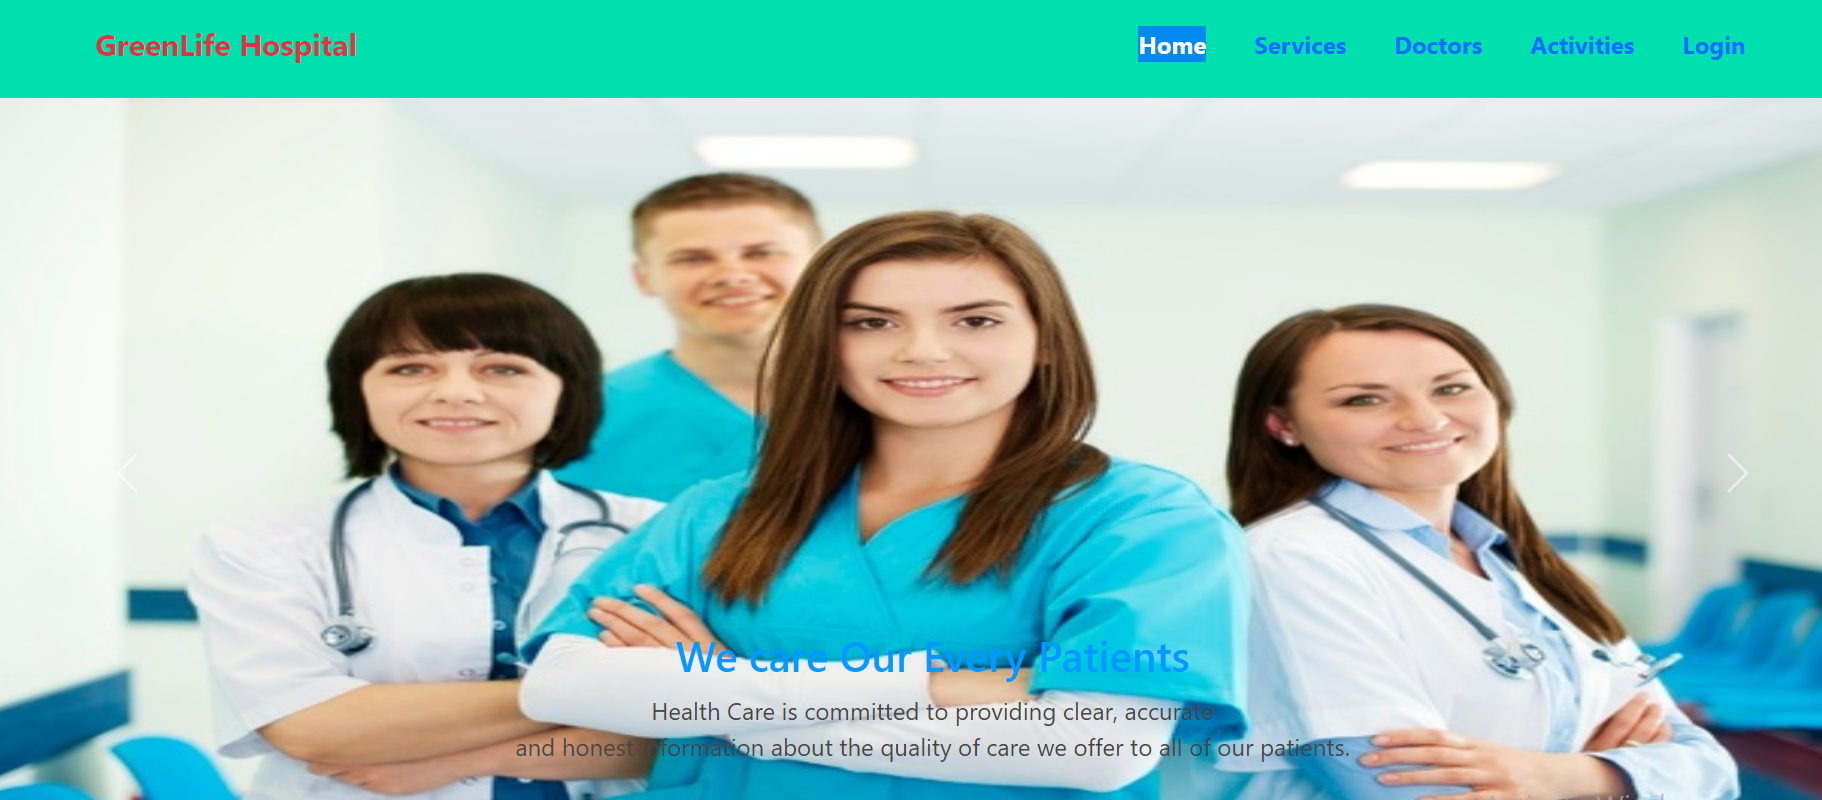 GreenLife Hospital
Home Services Doctors Activities Login
We care Our Every Patients
Health Care is committed to providing clear, accurate
and honest information about the quality of care we offer to all of our patients.